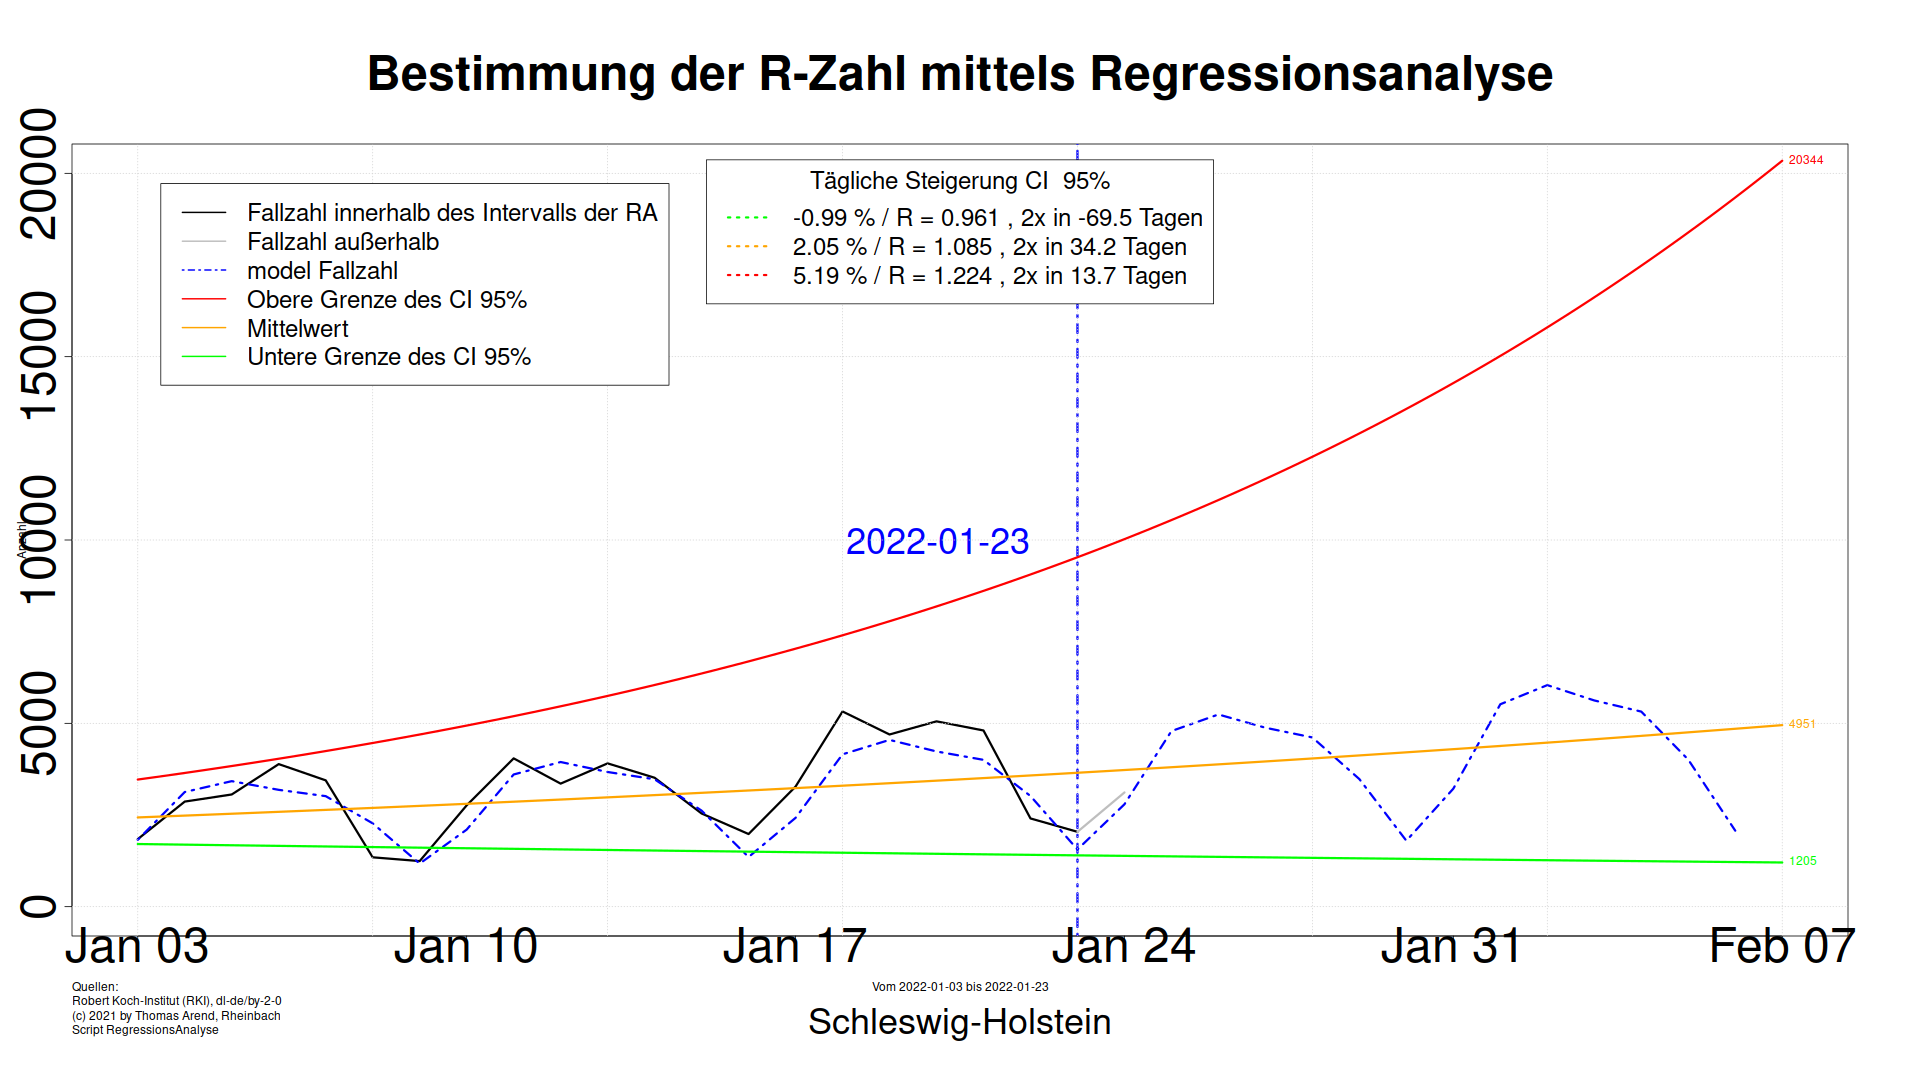 Bestimmung der R-Zahl mittels Regressionsanalyse
Anzahl
20000
15000
10000
5000
0
Fallzahl innerhalb des Intervalls der RA
Fallzahl außerhalb
model Fallzahl
Obere Grenze des CI 95%
Mittelwert
Untere Grenze des CI 95%
Tägliche Steigerung CI  95%
-0.99 % / R = 0.961 , 2x in -69.5 Tagen
2.05 % / R = 1.085 , 2x in 34.2 Tagen
5.19 % / R = 1.224 , 2x in 13.7 Tagen
2022-01-23
20344
4951
1205
Jan 03
Jan 10
Jan 17
Jan 24
Jan 31
Feb 07
Quellen:
Robert Koch-Institut (RKI), dl-de/by-2-0
(c) 2021 by Thomas Arend, Rheinbach
Script RegressionsAnalyse
Vom 2022-01-03 bis 2022-01-23
Schleswig-Holstein